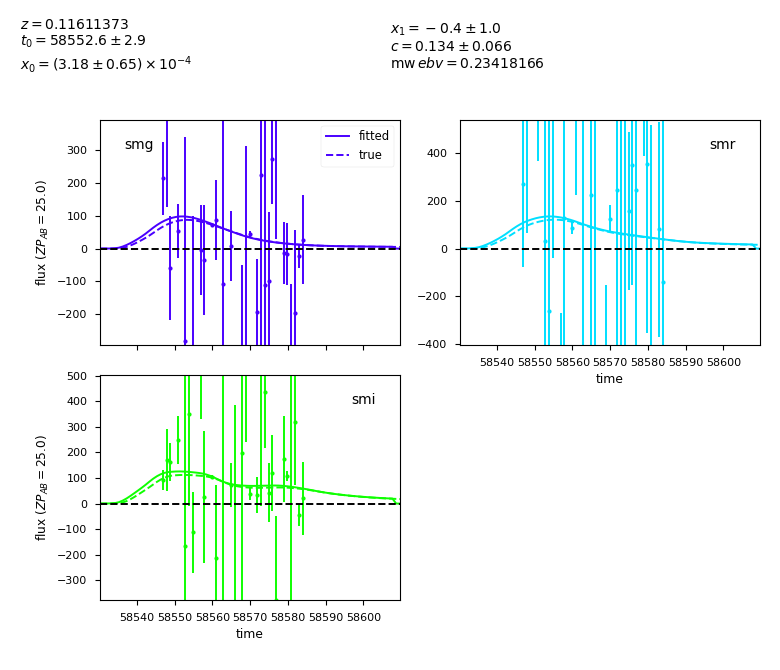 z = 0.11611373
t₀ = 58552.6 ± 2.9
x₀ = (3.18 ± 0.65) × 10⁻⁴
x₁ = −0.4 ± 1.0
c = 0.134 ± 0.066
mw ebv = 0.23418166
smg
fitted
true
flux (ZP_AB = 25.0)
300
200
100
0
−100
−200
smr
400
200
0
−200
−400
58540 58550 58560 58570 58580 58590 58600
time
smi
flux (ZP_AB = 25.0)
500
400
300
200
100
0
−100
−200
−300
58540 58550 58560 58570 58580 58590 58600
time